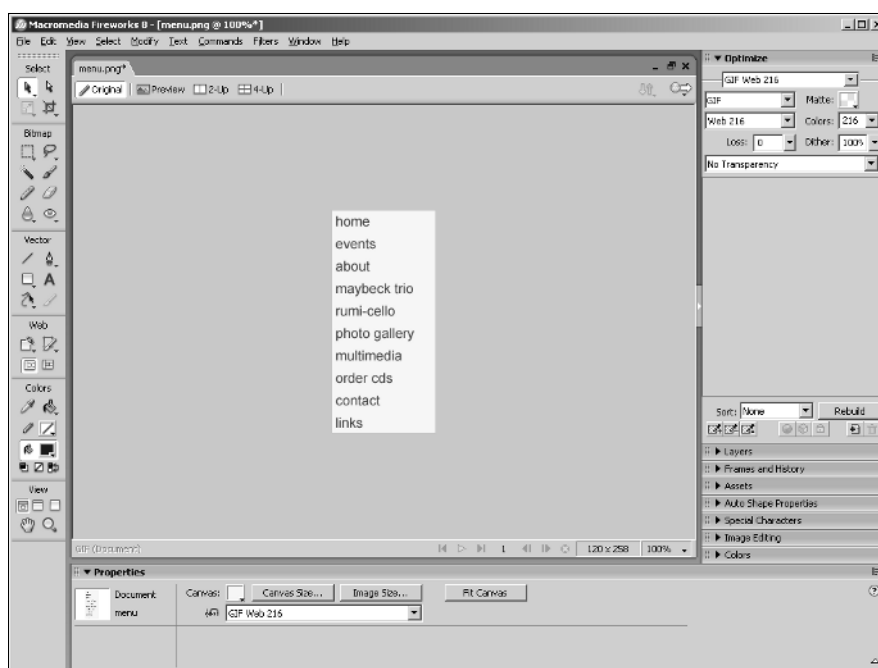 Macromedia Fireworks 8 - [menu.png @ 100%*]
File Edit View Select Modify Text Commands Filters Window Help
Select
Bitmap
Vector
A
Web
Colors
View
menu.png*
Original Preview 2-Up 4-Up
home
events
about
maybeck trio
rumi-cello
photo gallery
multimedia
order cds
contact
links
GIF (Document)
1
120 x 258
100%
Optimize
GIF Web 216
GIF Matte:
Web 216 Colors: 216
Loss: 0 Dither: 100%
No Transparency
Sort: None Rebuild
Layers
Frames and History
Assets
Auto Shape Properties
Special Characters
Image Editing
Colors
Properties
Document Canvas: Canvas Size... Image Size... Fit Canvas
menu GIF Web 216
?